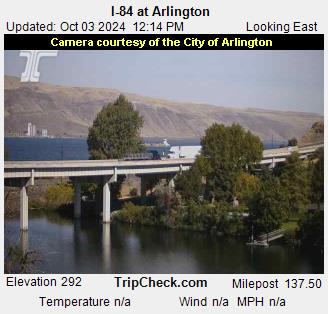 I-84 at Arlington
Updated: Oct 03 2024 12:14 PM Looking East
Camera courtesy of the City of Arlington
Elevation 292 TripCheck.com Milepost 137.50
Temperature n/a Wind n/a MPH n/a